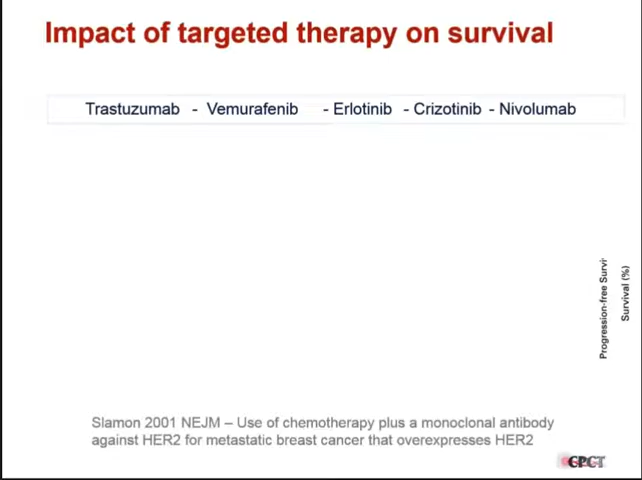 Impact of targeted therapy on survival
Trastuzumab - Vemurafenib - Erlotinib - Crizotinib - Nivolumab
Progression-free Survi
Survival (%)
Slamon 2001 NEJM – Use of chemotherapy plus a monoclonal antibody
against HER2 for metastatic breast cancer that overexpresses HER2
CPCT